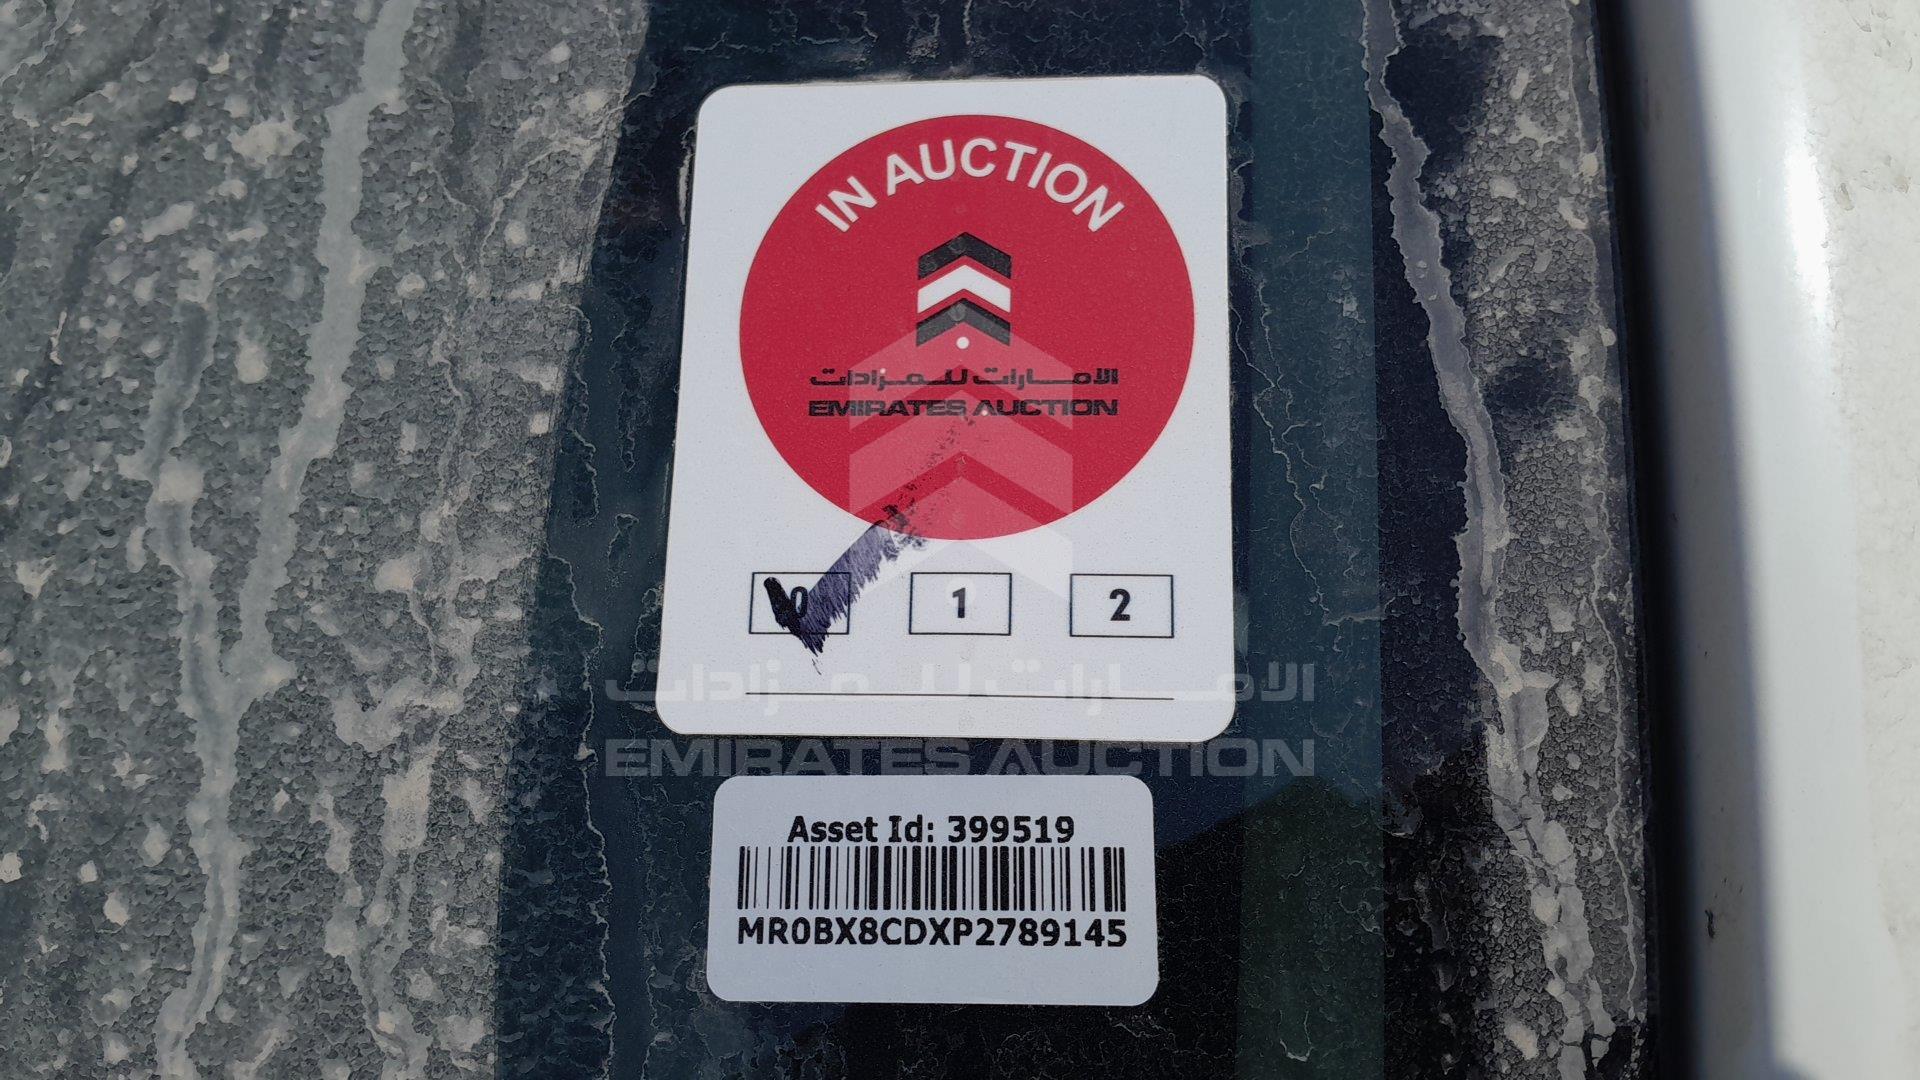 IN AUCTION
الامارات للمزادات
EMIRATES AUCTION
0 1 2
الامارات للمزادات
EMIRATES AUCTION
Asset Id: 399519
MR0BX8CDXP2789145